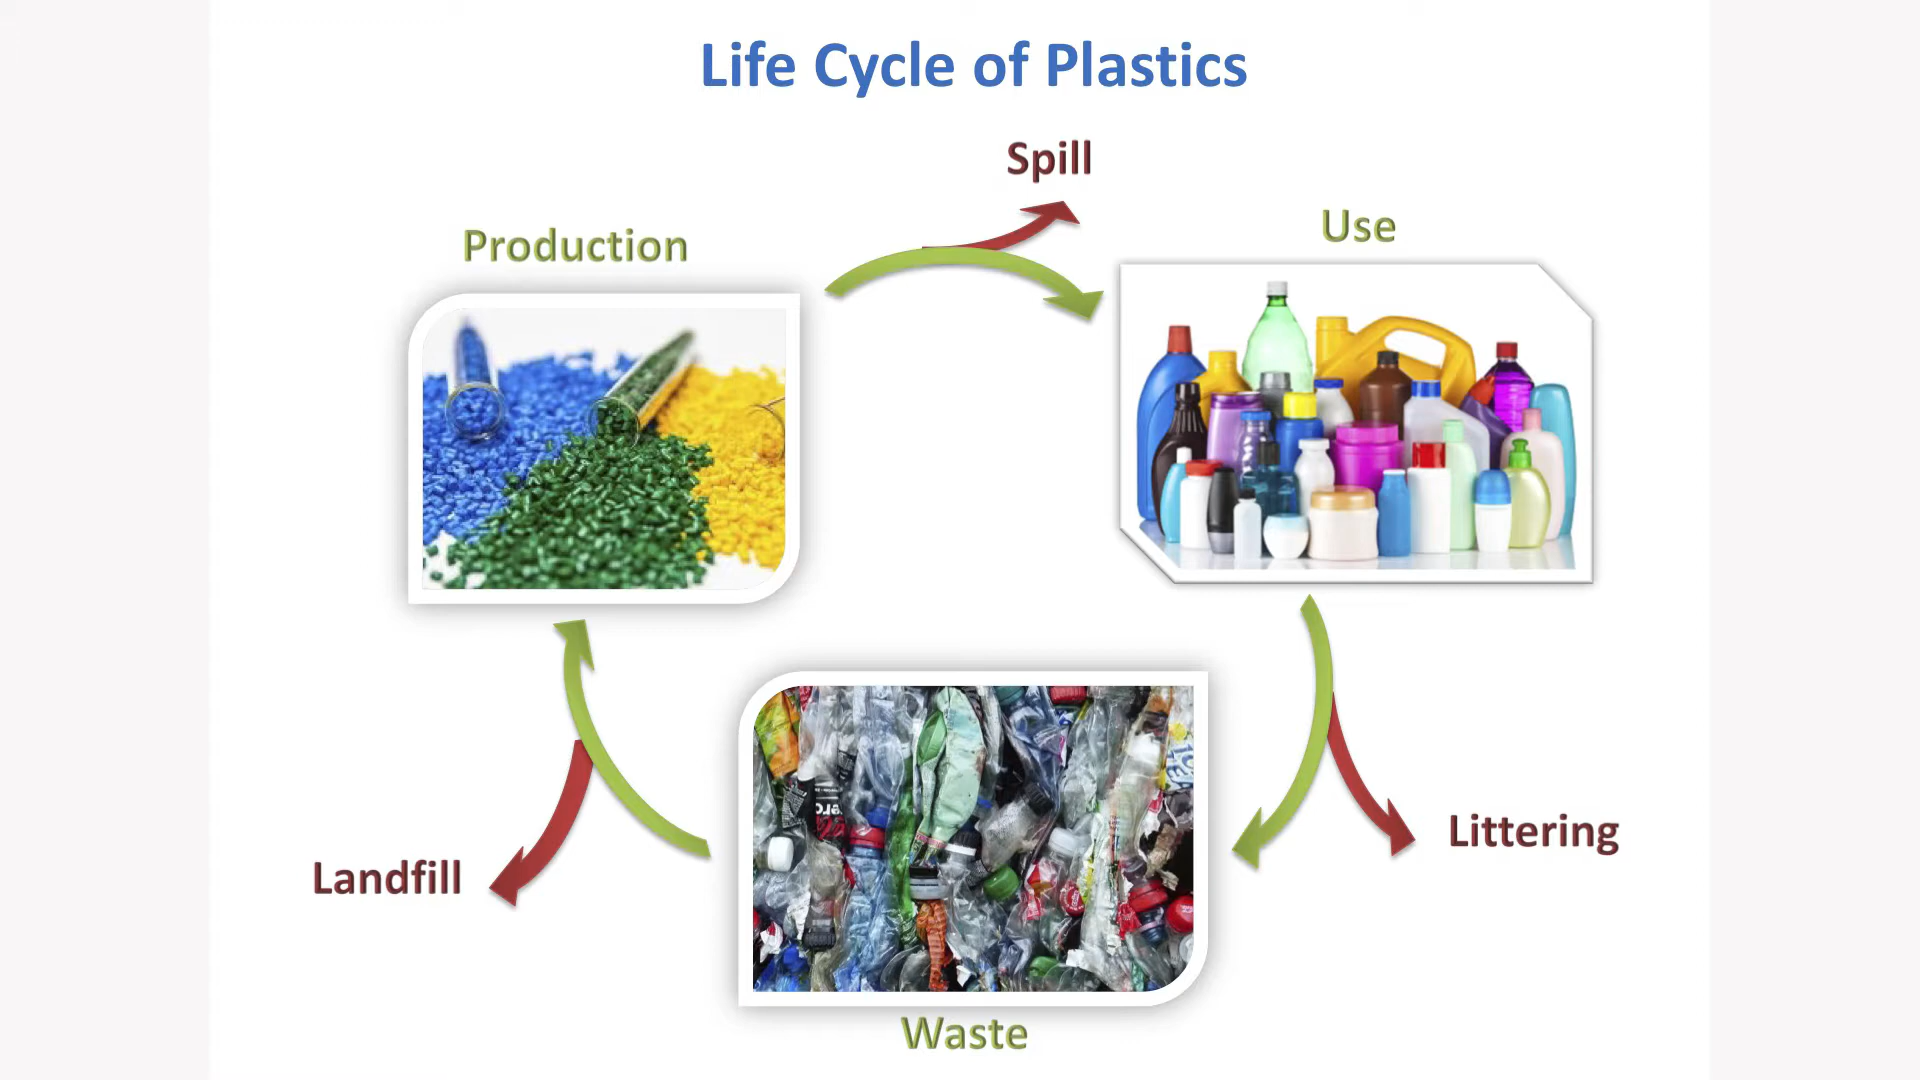 Life Cycle of Plastics
Spill
Production
Use
Littering
Landfill
Waste